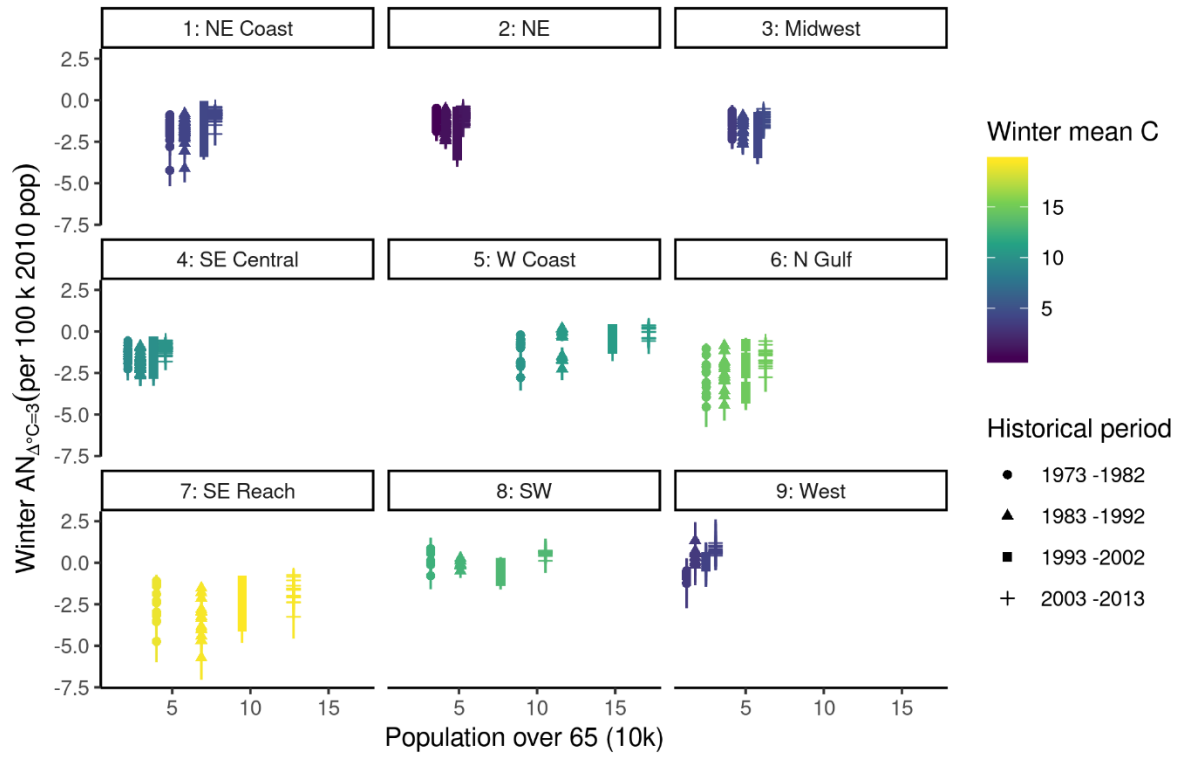 1: NE Coast
2: NE
3: Midwest
2.5
0.0
-2.5
-5.0
-7.5
4: SE Central
5: W Coast
6: N Gulf
2.5
0.0
-2.5
-5.0
-7.5
7: SE Reach
8: SW
9: West
2.5
0.0
-2.5
-5.0
-7.5
5 10 15
5 10 15
5 10 15
Population over 65 (10k)
Winter AN Δ°C=3 (per 100 k 2010 pop)
Winter mean C
15
10
5
Historical period
1973 -1982
1983 -1992
1993 -2002
2003 -2013